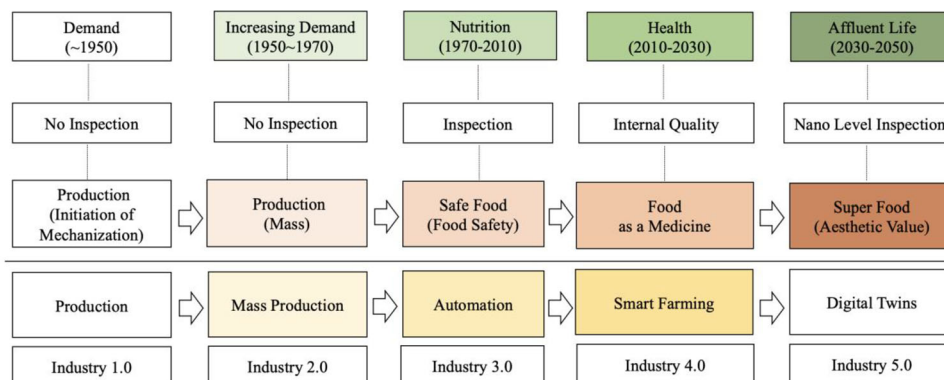 Demand
(~1950)
Increasing Demand
(1950~1970)
Nutrition
(1970-2010)
Health
(2010-2030)
Affluent Life
(2030-2050)
No Inspection
No Inspection
Inspection
Internal Quality
Nano Level Inspection
Production
(Initiation of
Mechanization)
Production
(Mass)
Safe Food
(Food Safety)
Food
as a Medicine
Super Food
(Aesthetic Value)
Production
Mass Production
Automation
Smart Farming
Digital Twins
Industry 1.0
Industry 2.0
Industry 3.0
Industry 4.0
Industry 5.0